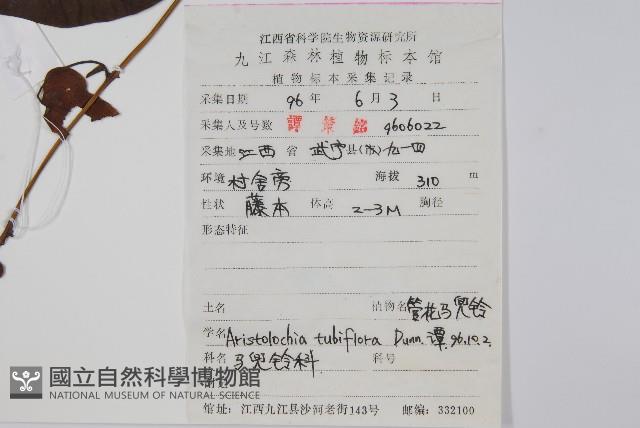 江西省科学院生物资源研究所
九江森林植物标本馆
植物标本采集记录
采集日期 96 年 6 月 3 日
采集人及号数 譚 策 銘 9606022
采集地 江西 省 武宁 县(市) 九一四
环境 村舍旁 海拔 310 m
性状 藤本 体高 2-3M 胸径
形态特征
土名 植物名 管花马兜铃
学名 Aristolochia tubiflora Dunn. 谭. 96.10.2.
科名 马兜铃科 科号
國立自然科學博物館
NATIONAL MUSEUM OF NATURAL SCIENCE
馆址: 江西九江县沙河老街143号 邮编: 332100